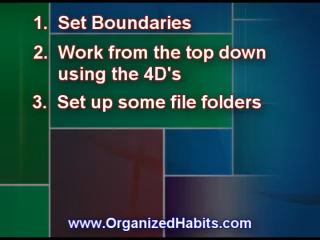 1. Set Boundaries
2. Work from the top down
using the 4D's
3. Set up some file folders
www.OrganizedHabits.com